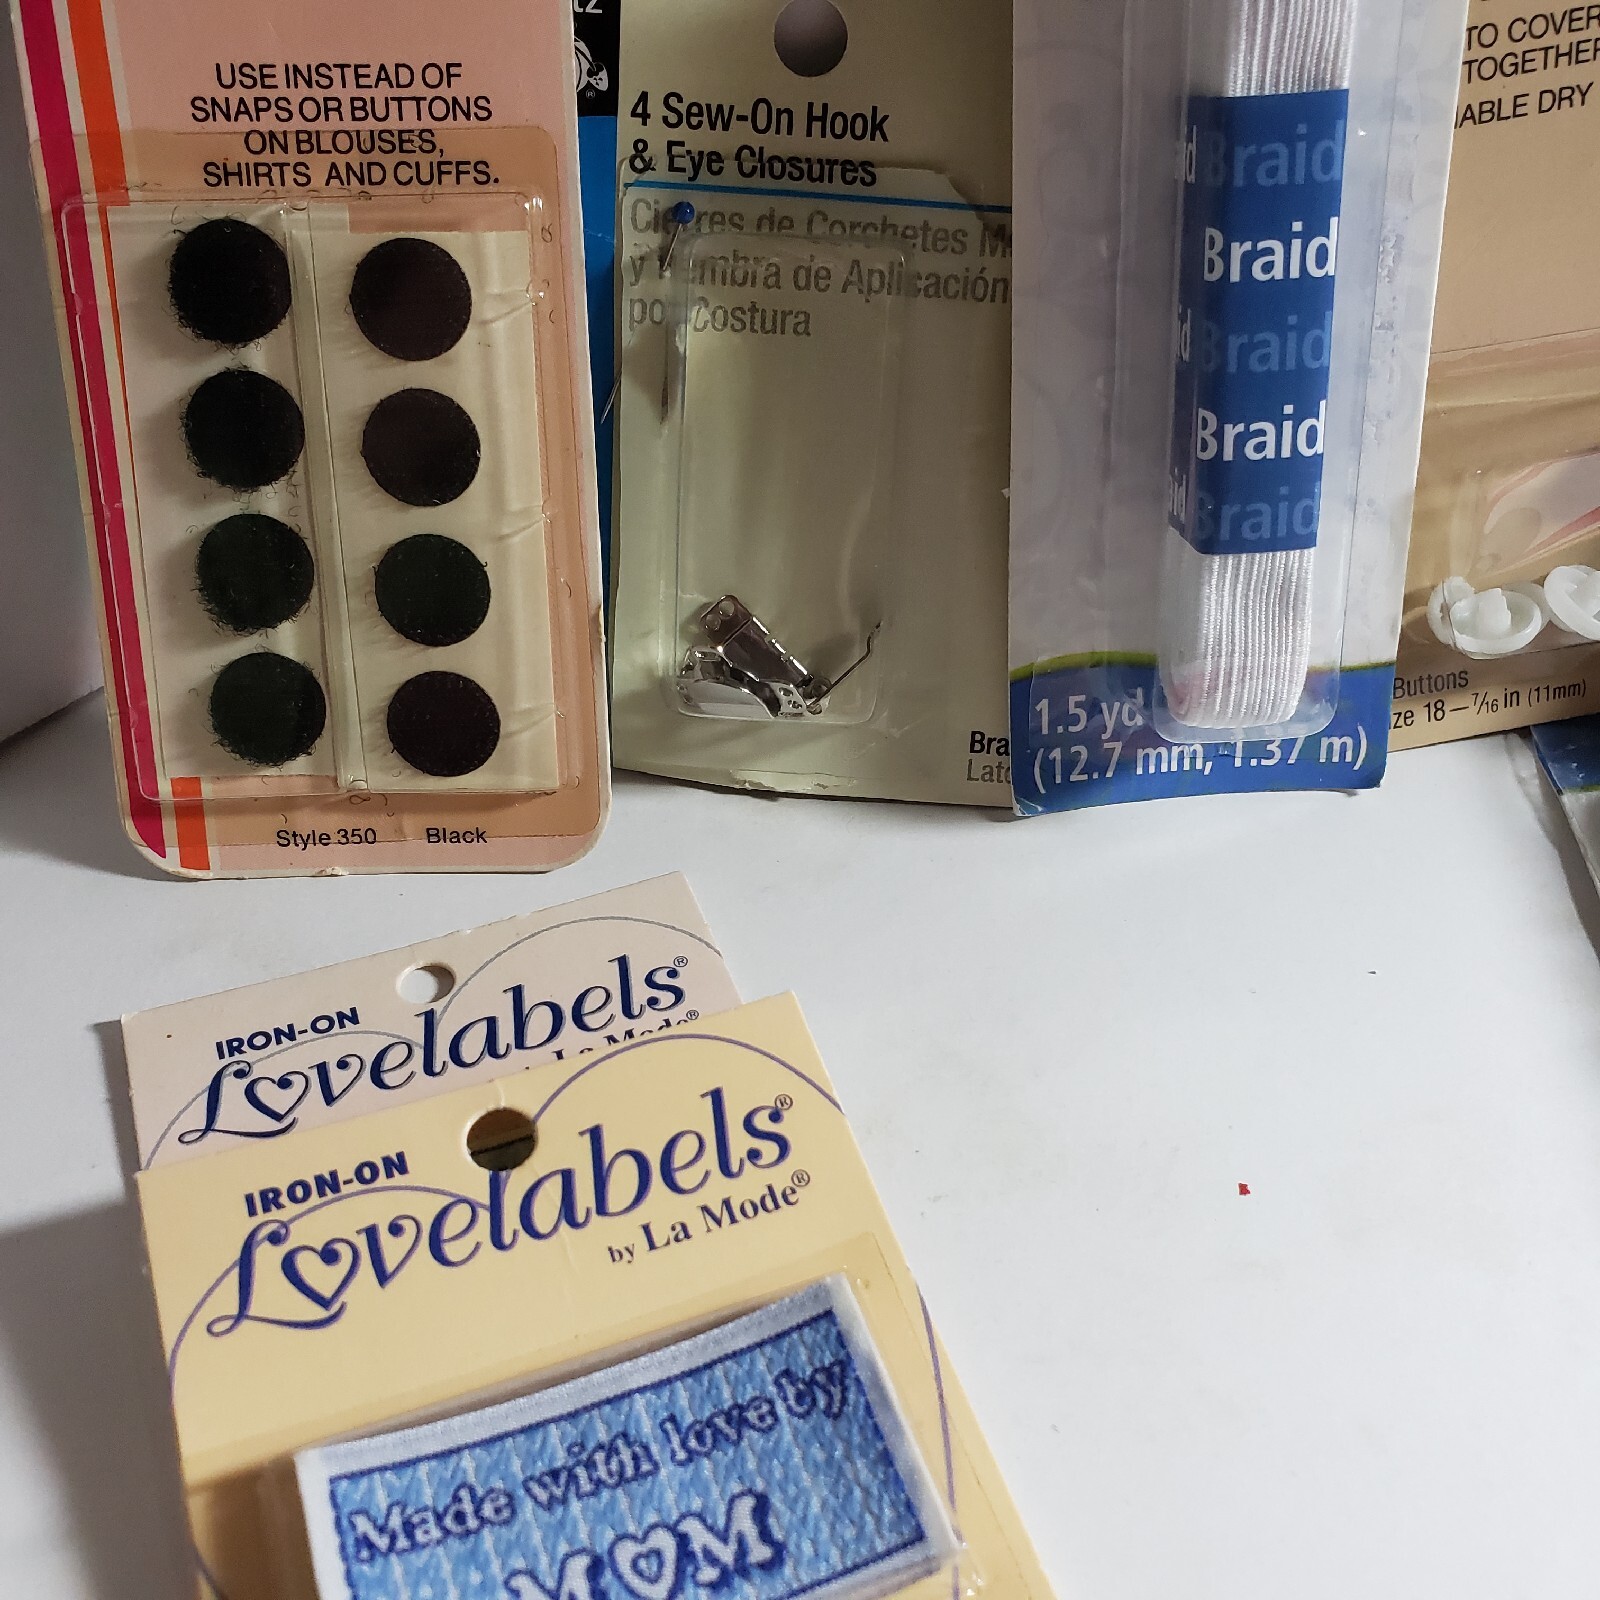 USE INSTEAD OF
SNAPS OR BUTTONS
ON BLOUSES,
SHIRTS AND CUFFS.
Style 350 Black
4 Sew-On Hook
& Eye Closures
Cierres de Corchetes
y Hembra de Aplicación
por Costura
Braid
Braid
Braid
Braid
Braid
1.5 yd
(12.7 mm, 1.37 m)
TO COVER
TOGETHER
DRY
Buttons
18 – 7/16 in (11mm)
IRON-ON
Lovelabels®
La Mode®
IRON-ON
Lovelabels®
by La Mode®
Made with love by
MOM